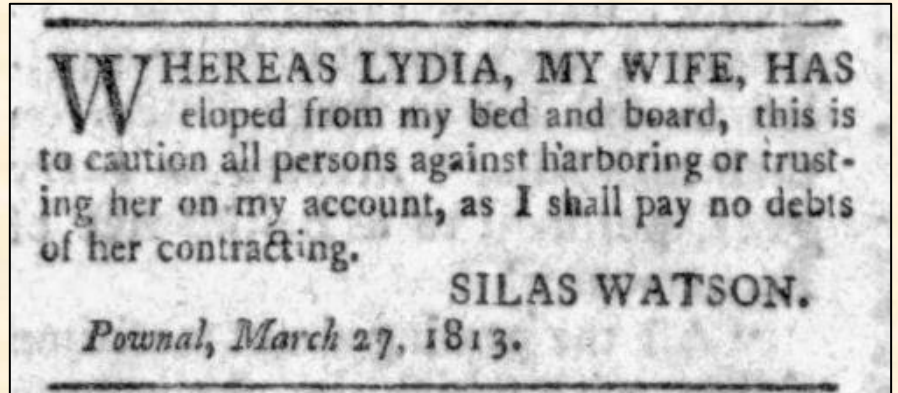 WHEREAS LYDIA, MY WIFE, HAS
eloped from my bed and board, this is
to caution all persons against harboring or trust-
ing her on my account, as I shall pay no debts
of her contracting.
SILAS WATSON.
Pownal, March 27, 1813.